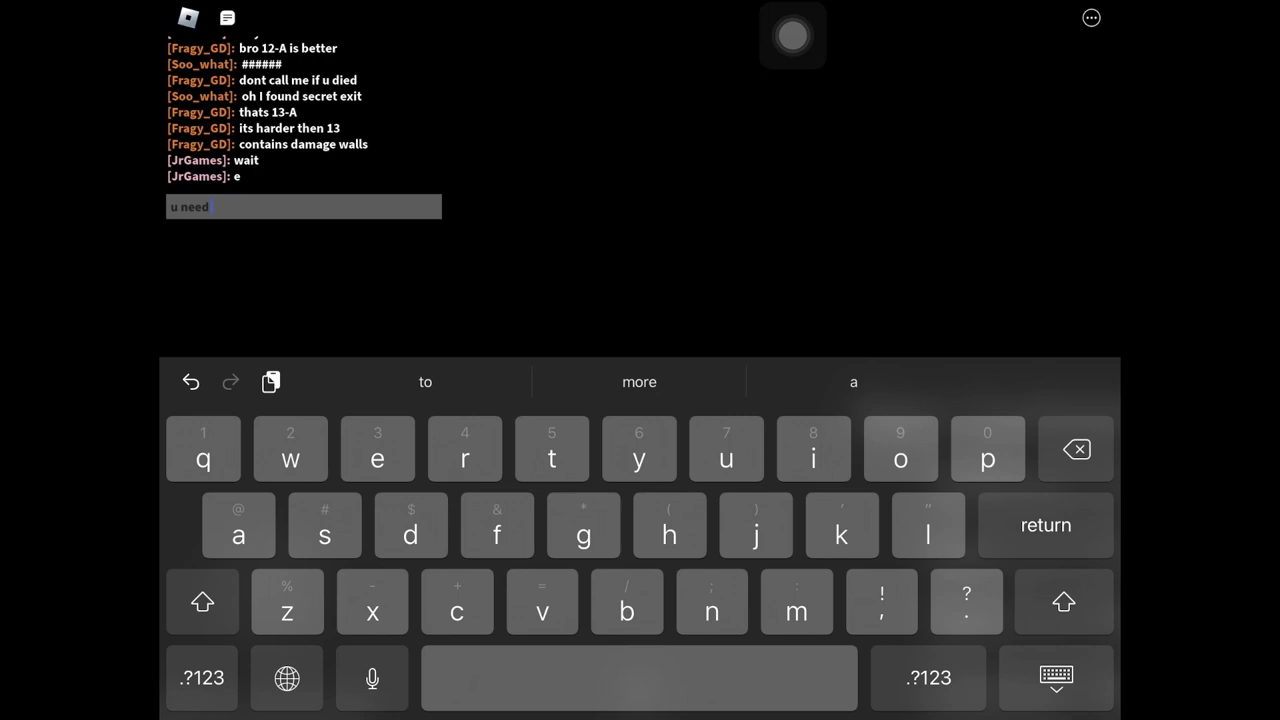 [Fragy_GD]: bro 12-A is better
[Soo_what]: ######
[Fragy_GD]: dont call me if u died
[Soo_what]: oh I found secret exit
[Fragy_GD]: thats 13-A
[Fragy_GD]: its harder then 13
[Fragy_GD]: contains damage walls
[JrGames]: wait
[JrGames]: e
u need
to more a
1 2 3 4 5 6 7 8 9 0
q w e r t y u i o p
@ # $ & * ( ) ' "
a s d f g h j k l return
% - + = / ; : ! ?
z x c v b n m , .
.?123 .?123